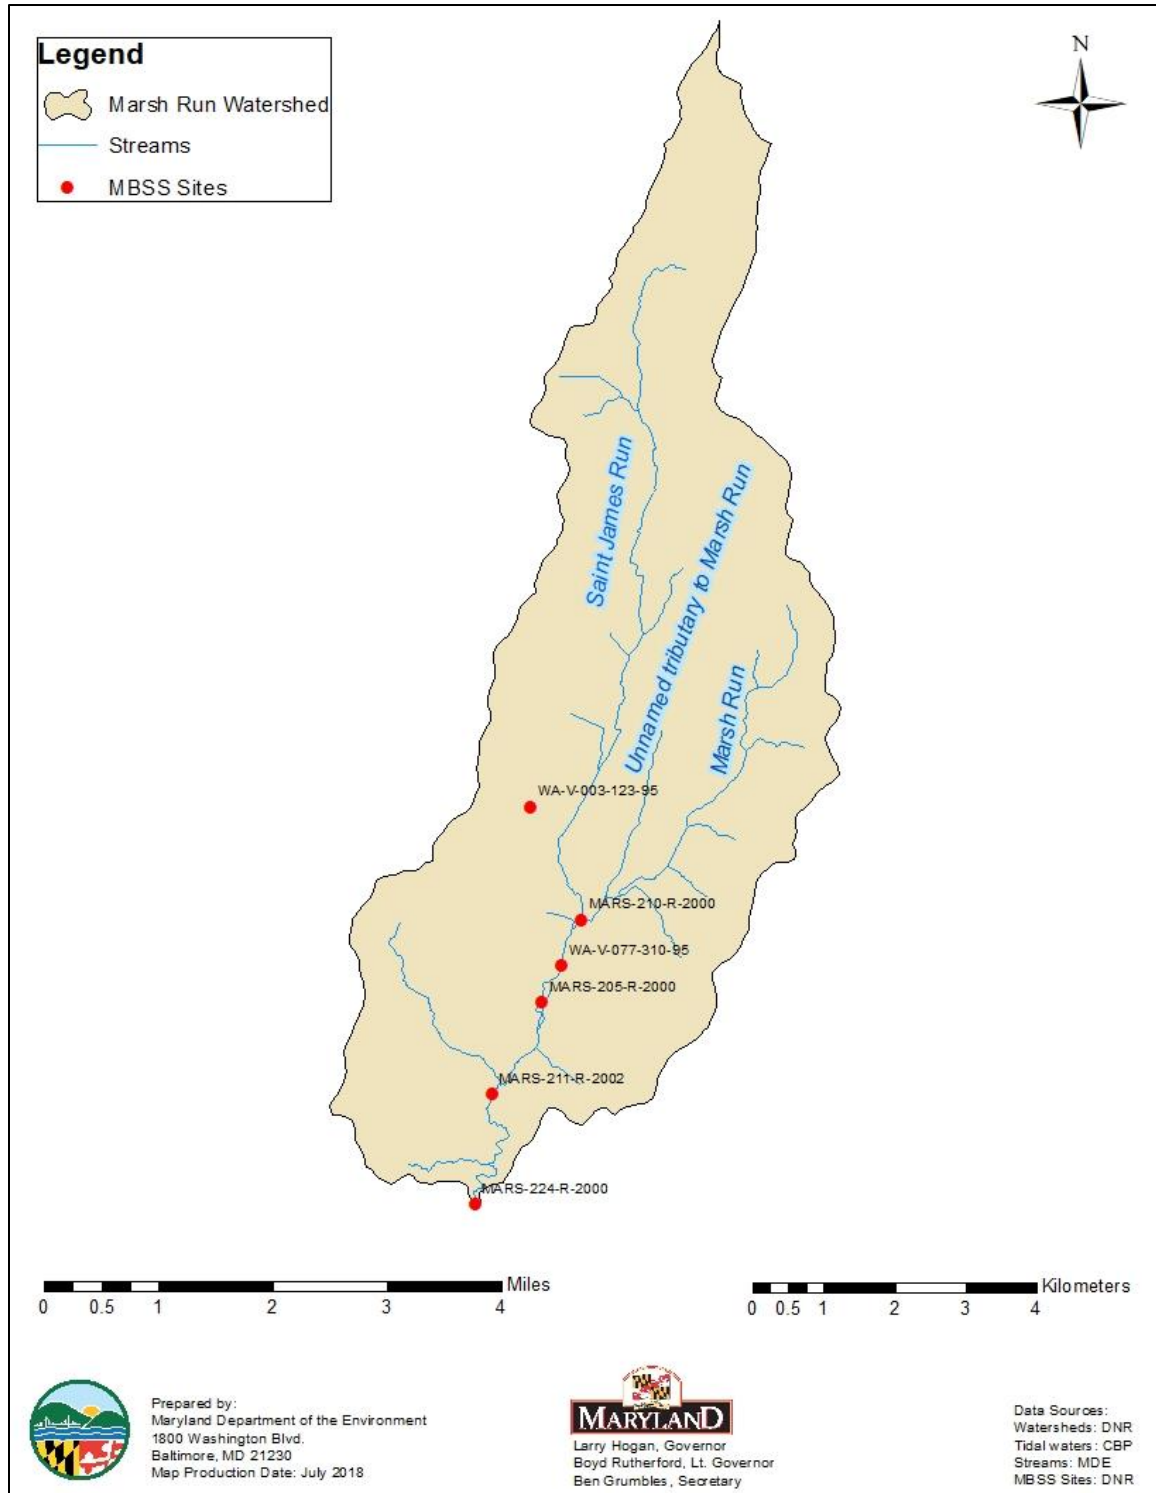 Legend
Marsh Run Watershed
Streams
MBSS Sites
N
Saint James Run
Unnamed tributary to Marsh Run
Marsh Run
WA-V-003-123-95
MARS-210-R-2000
WA-V-077-310-95
MARS-205-R-2000
MARS-211-R-2002
MARS-224-R-2000
Miles
0 0.5 1 2 3 4
Kilometers
0 0.5 1 2 3 4
Prepared by:
Maryland Department of the Environment
1800 Washington Blvd.
Baltimore, MD 21230
Map Production Date: July 2018
MARYLAND
Larry Hogan, Governor
Boyd Rutherford, Lt. Governor
Ben Grumbles, Secretary
Data Sources:
Watersheds: DNR
Tidal waters: CBP
Streams: MDE
MBSS Sites: DNR